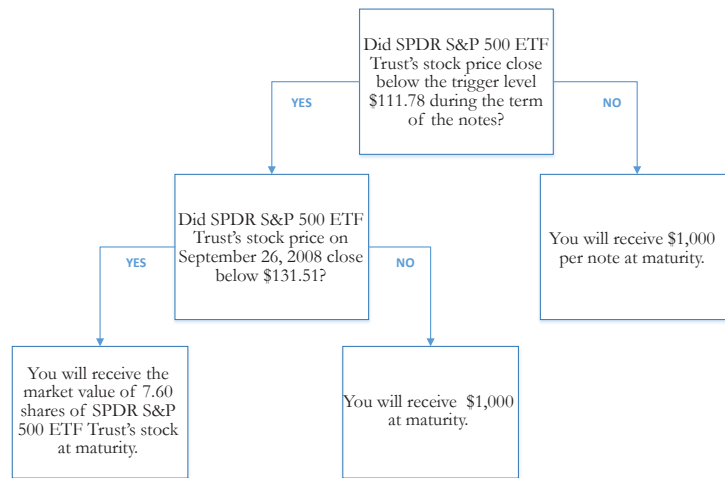 Did SPDR S&P 500 ETF
Trust's stock price close
below the trigger level
$111.78 during the term
of the notes?
YES
NO
Did SPDR S&P 500 ETF
Trust's stock price on
September 26, 2008 close
below $131.51?
You will receive $1,000
per note at maturity.
YES
NO
You will receive the
market value of 7.60
shares of SPDR S&P
500 ETF Trust's stock
at maturity.
You will receive $1,000
at maturity.